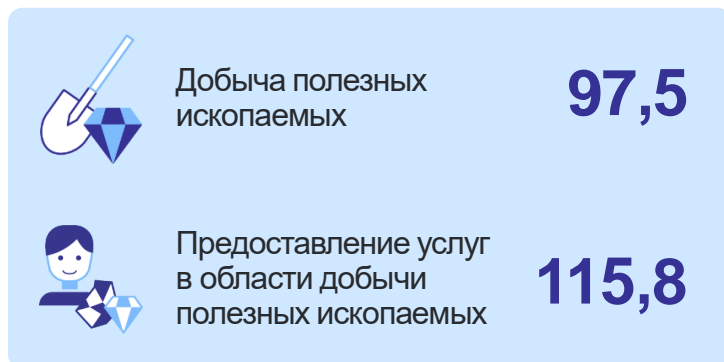 Добыча полезных
ископаемых
97,5
Предоставление услуг
в области добычи
полезных ископаемых
115,8